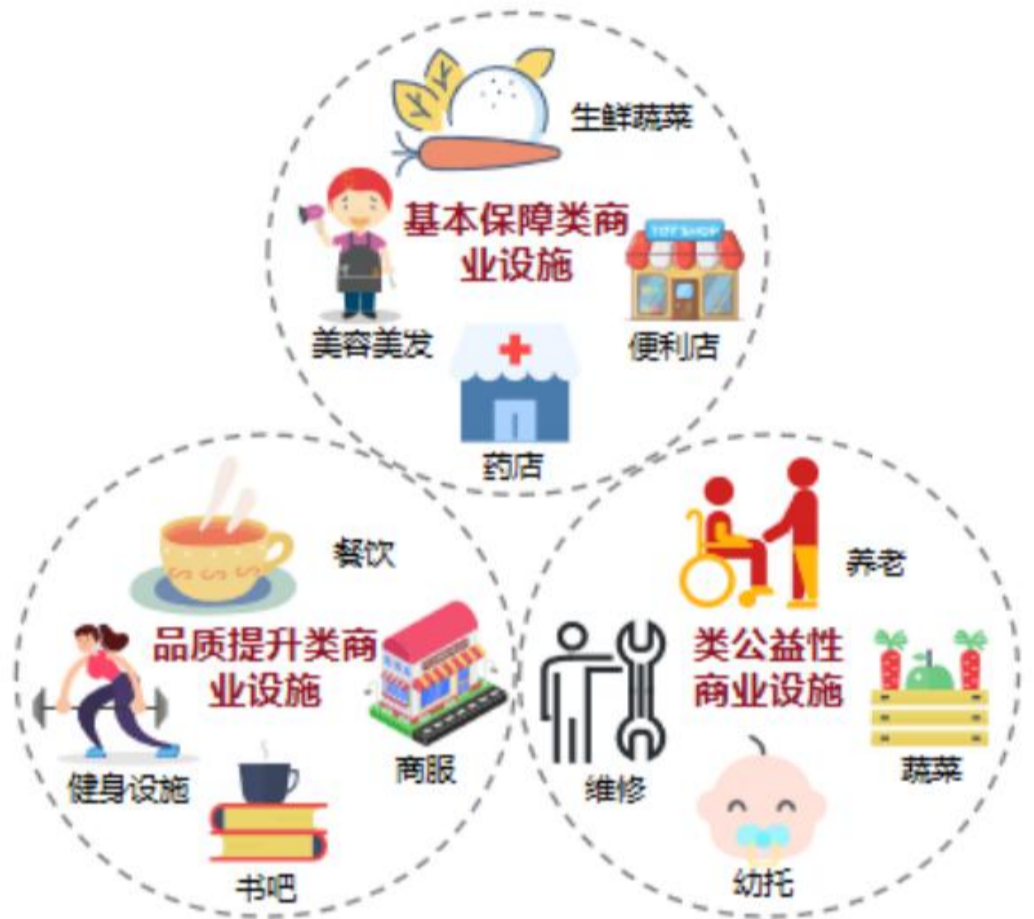 生鲜蔬菜
基本保障类商
业设施
TOY SHOP
美容美发
便利店
药店
餐饮
品质提升类商
业设施
健身设施
商服
书吧
养老
类公益性
商业设施
维修
蔬菜
幼托